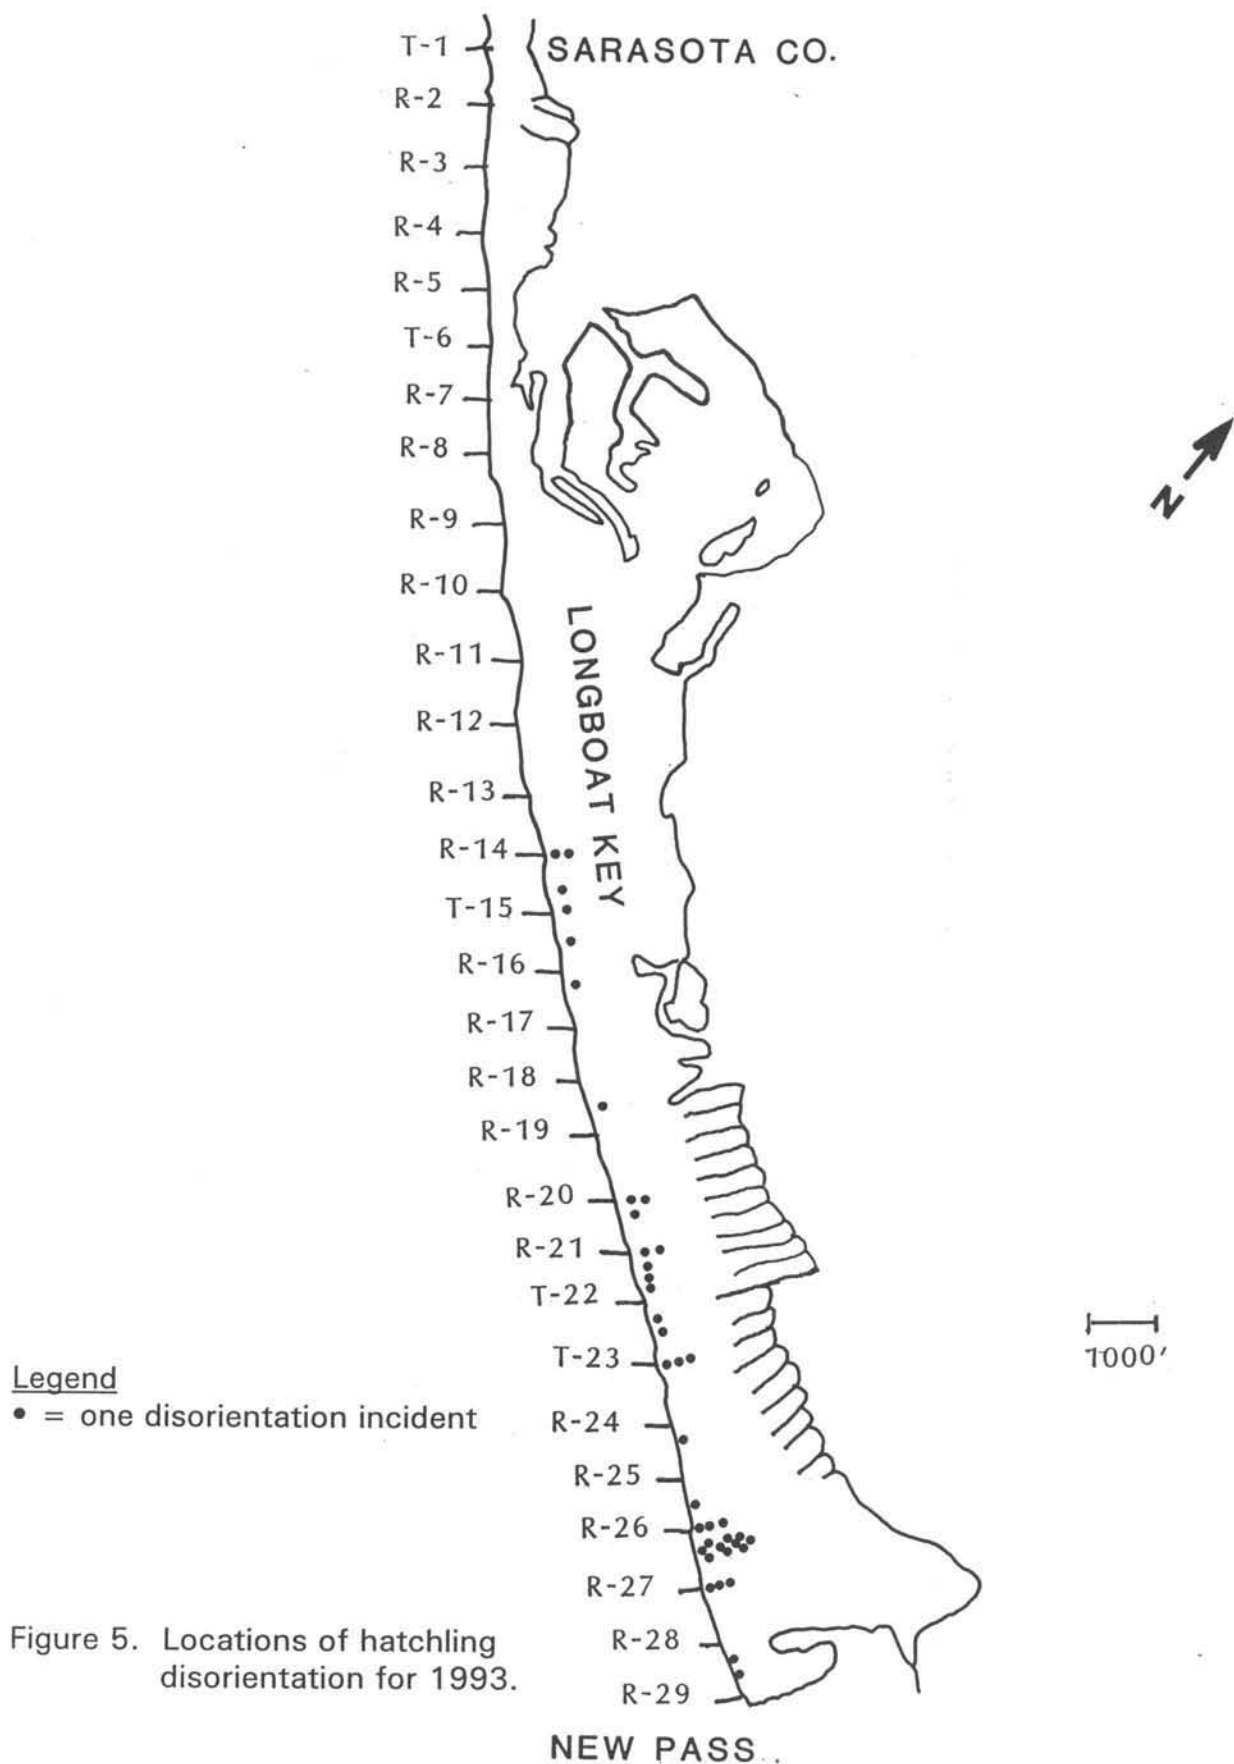 T-1
SARASOTA CO.
R-2
R-3
R-4
R-5
T-6
R-7
R-8
N
R-9
R-10
LONGBOAT KEY
R-11
R-12
R-13
R-14
T-15
R-16
R-17
R-18
R-19
R-20
R-21
T-22
1000'
T-23
Legend
• = one disorientation incident
R-24
R-25
R-26
R-27
Figure 5. Locations of hatchling
disorientation for 1993.
R-28
R-29
NEW PASS